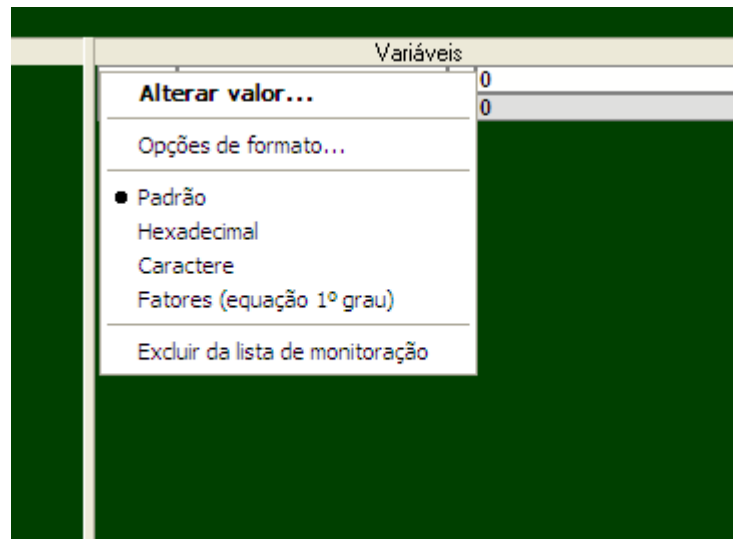 Variáveis
0
Alterar valor...
0
Opções de formato...
Padrão
Hexadecimal
Caractere
Fatores (equação 1º grau)
Excluir da lista de monitoração